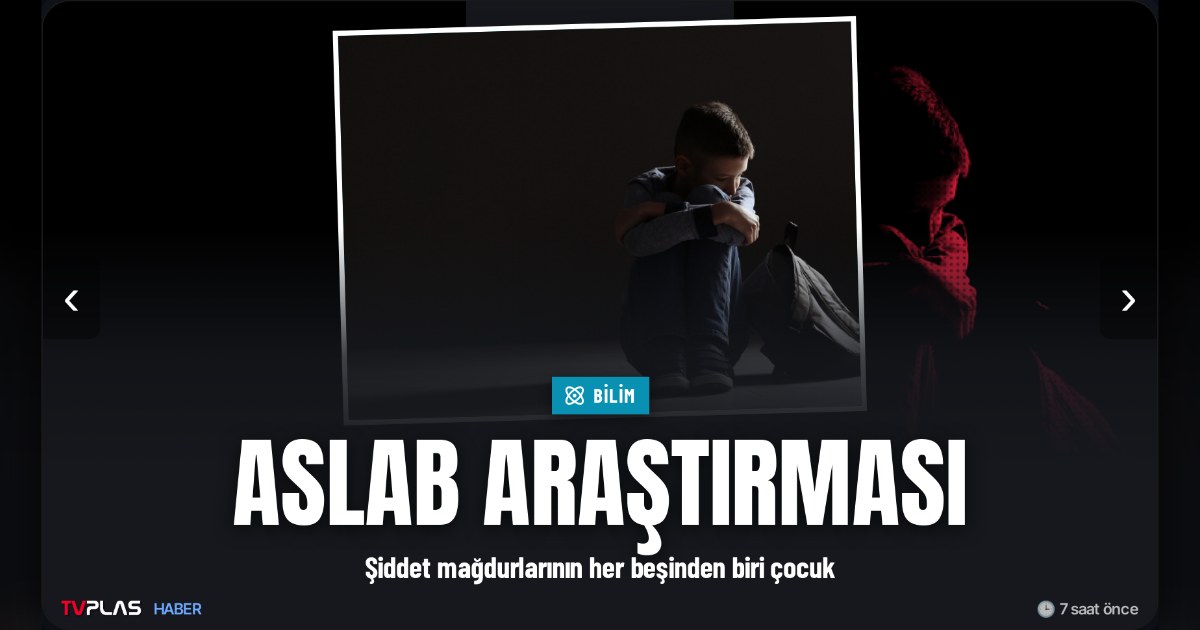 BİLİM
ASLAB ARAŞTIRMASI
Şiddet mağdurlarının her beşinden biri çocuk
TVPLAS HABER
7 saat önce